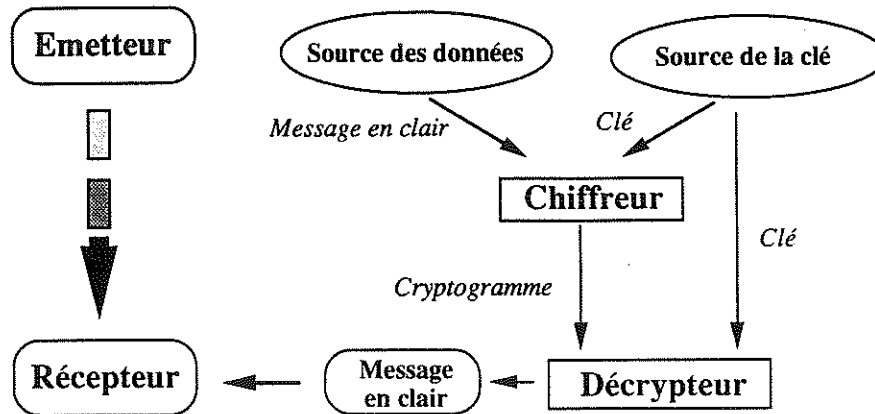 Emetteur
Source des données
Source de la clé
Message en clair
Clé
Chiffreur
Clé
Cryptogramme
Récepteur
Message
en clair
Décrypteur